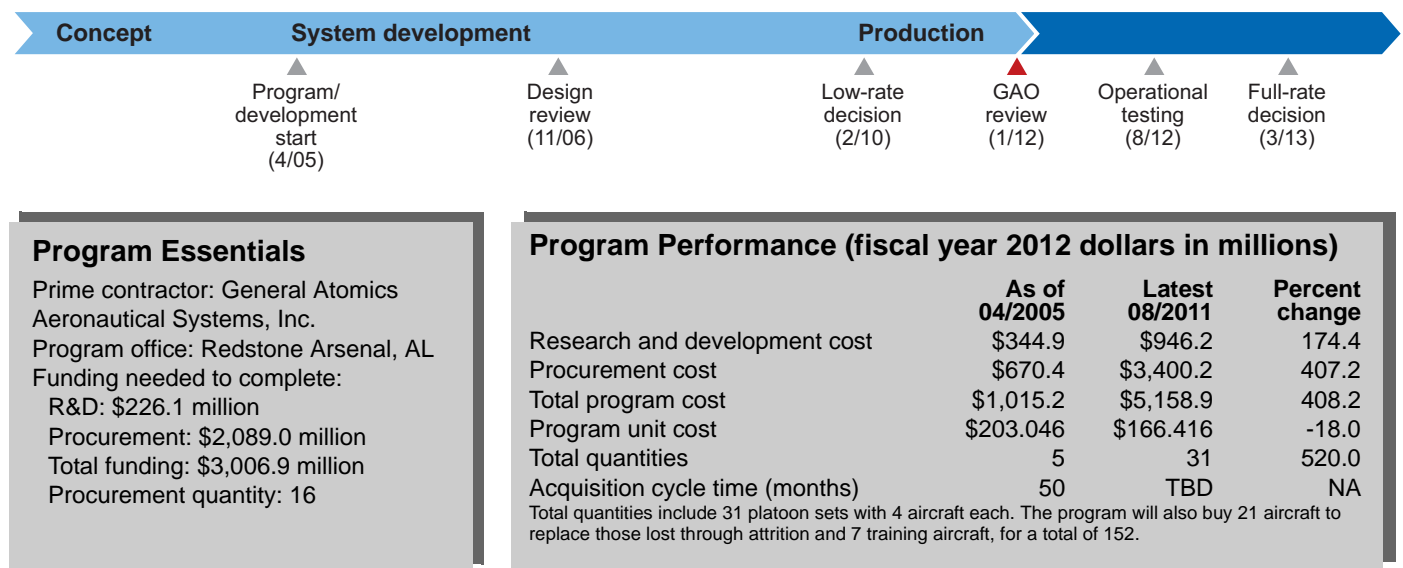 Concept System development Production
Program/
development
start
(4/05)
Design
review
(11/06)
Low-rate
decision
(2/10)
GAO
review
(1/12)
Operational
testing
(8/12)
Full-rate
decision
(3/13)
Program Essentials
Prime contractor: General Atomics
Aeronautical Systems, Inc.
Program office: Redstone Arsenal, AL
Funding needed to complete:
R&D: $226.1 million
Procurement: $2,089.0 million
Total funding: $3,006.9 million
Procurement quantity: 16
Program Performance (fiscal year 2012 dollars in millions)
As of Latest Percent
04/2005 08/2011 change
Research and development cost $344.9 $946.2 174.4
Procurement cost $670.4 $3,400.2 407.2
Total program cost $1,015.2 $5,158.9 408.2
Program unit cost $203.046 $166.416 -18.0
Total quantities 5 31 520.0
Acquisition cycle time (months) 50 TBD NA
Total quantities include 31 platoon sets with 4 aircraft each. The program will also buy 21 aircraft to
replace those lost through attrition and 7 training aircraft, for a total of 152.